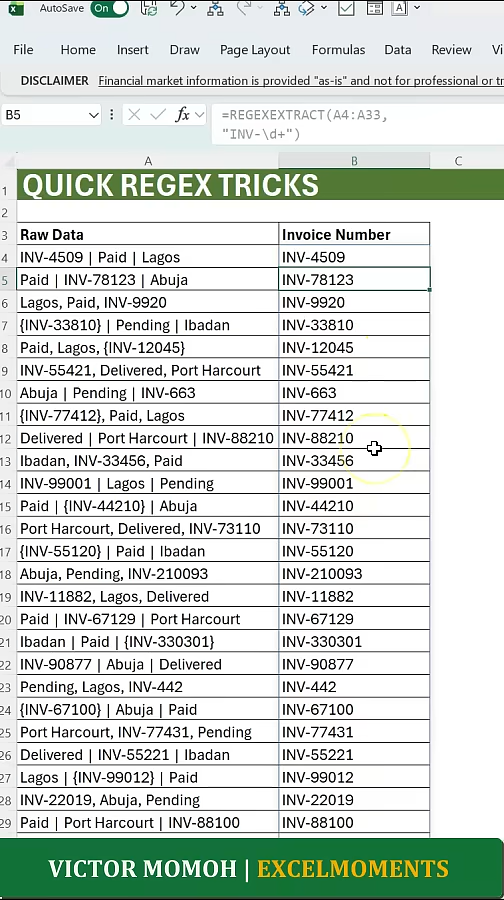 AutoSave On
File Home Insert Draw Page Layout Formulas Data Review Vi
DISCLAIMER Financial market information is provided "as-is" and not for professional or tr
B5 fx =REGEXEXTRACT(A4:A33,
"INV-\d+")
A B C
1 QUICK REGEX TRICKS
2
3 Raw Data Invoice Number
4 INV-4509 | Paid | Lagos INV-4509
5 Paid | INV-78123 | Abuja INV-78123
6 Lagos, Paid, INV-9920 INV-9920
7 {INV-33810} | Pending | Ibadan INV-33810
8 Paid, Lagos, {INV-12045} INV-12045
9 INV-55421, Delivered, Port Harcourt INV-55421
10 Abuja | Pending | INV-663 INV-663
11 {INV-77412}, Paid, Lagos INV-77412
12 Delivered | Port Harcourt | INV-88210 INV-88210
13 Ibadan, INV-33456, Paid INV-33456
14 INV-99001 | Lagos | Pending INV-99001
15 Paid | {INV-44210} | Abuja INV-44210
16 Port Harcourt, Delivered, INV-73110 INV-73110
17 {INV-55120} | Paid | Ibadan INV-55120
18 Abuja, Pending, INV-210093 INV-210093
19 INV-11882, Lagos, Delivered INV-11882
20 Paid | INV-67129 | Port Harcourt INV-67129
21 Ibadan | Paid | {INV-330301} INV-330301
22 INV-90877 | Abuja | Delivered INV-90877
23 Pending, Lagos, INV-442 INV-442
24 {INV-67100} | Abuja | Paid INV-67100
25 Port Harcourt, INV-77431, Pending INV-77431
26 Delivered | INV-55221 | Ibadan INV-55221
27 Lagos | {INV-99012} | Paid INV-99012
28 INV-22019, Abuja, Pending INV-22019
29 Paid | Port Harcourt | INV-88100 INV-88100
VICTOR MOMOH | EXCELMOMENTS